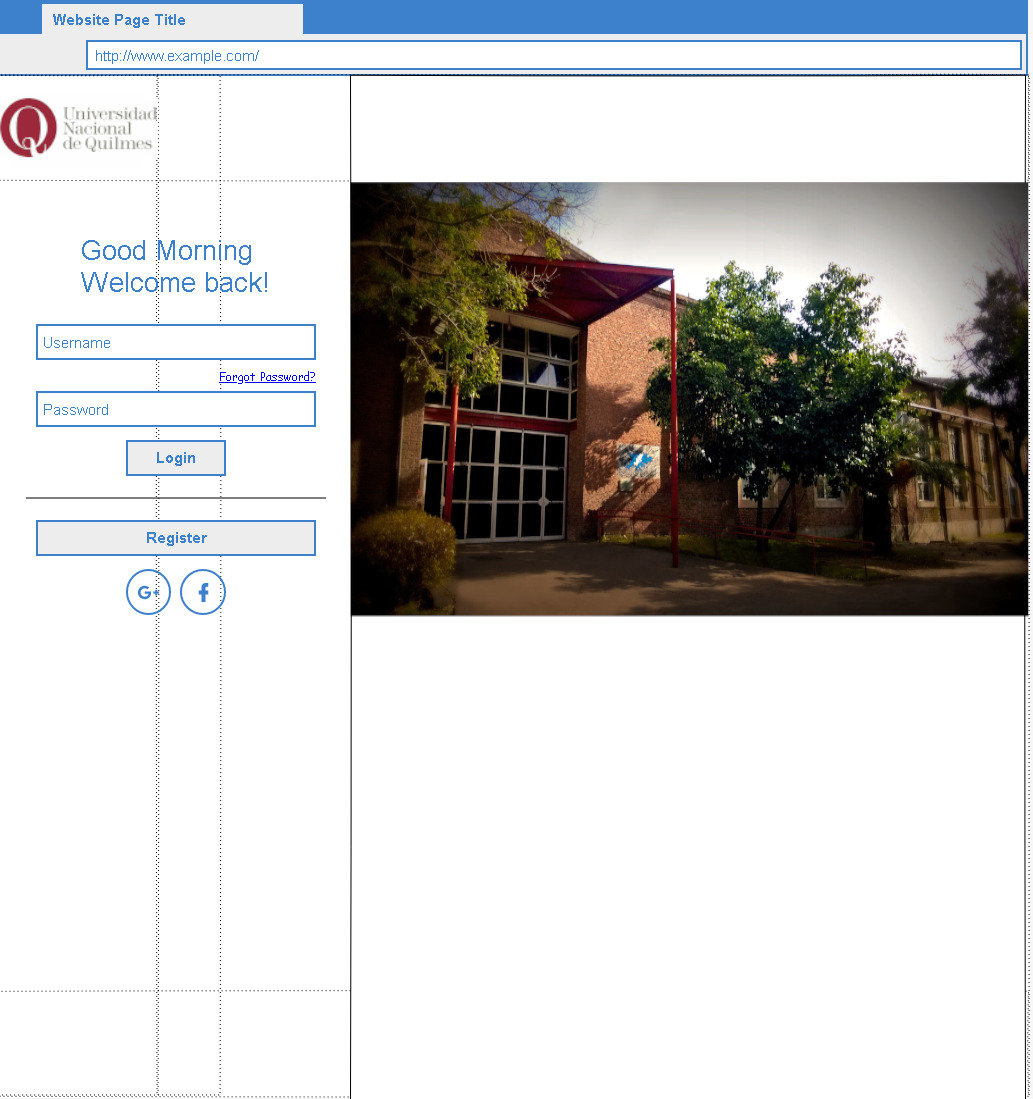 Website Page Title
http://www.example.com/
Universidad
Nacional
de Quilmes
Good Morning
Welcome back!
Username
Forgot Password?
Password
Login
Register
G+ f